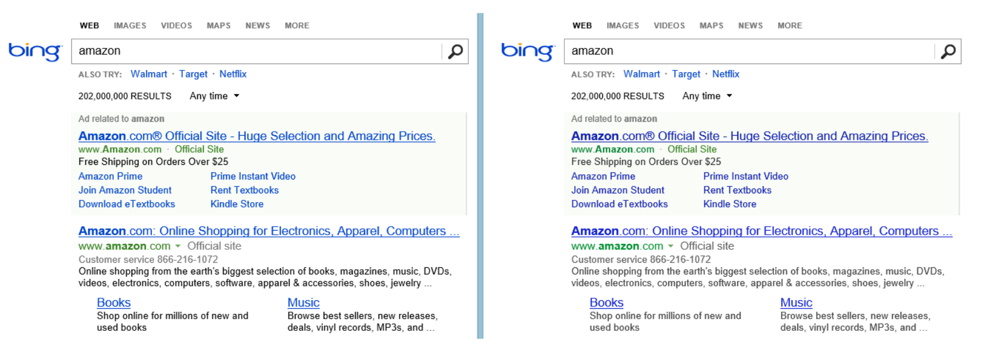 WEB IMAGES VIDEOS MAPS NEWS MORE
bing™
amazon
ALSO TRY: Walmart · Target · Netflix
202,000,000 RESULTS Any time
Ad related to amazon
Amazon.com® Official Site - Huge Selection and Amazing Prices.
www.Amazon.com · Official Site
Free Shipping on Orders Over $25
Amazon Prime Prime Instant Video
Join Amazon Student Rent Textbooks
Download eTextbooks Kindle Store
Amazon.com: Online Shopping for Electronics, Apparel, Computers ...
www.amazon.com Official site
Customer service 866-216-1072
Online shopping from the earth's biggest selection of books, magazines, music, DVDs,
videos, electronics, computers, software, apparel & accessories, shoes, jewelry ...
Books Music
Shop online for millions of new and Browse best sellers, new releases,
used books deals, vinyl records, MP3s, and ...
WEB IMAGES VIDEOS MAPS NEWS MORE
bing™
amazon
ALSO TRY: Walmart · Target · Netflix
202,000,000 RESULTS Any time
Ad related to amazon
Amazon.com® Official Site - Huge Selection and Amazing Prices.
www.Amazon.com · Official Site
Free Shipping on Orders Over $25
Amazon Prime Prime Instant Video
Join Amazon Student Rent Textbooks
Download eTextbooks Kindle Store
Amazon.com: Online Shopping for Electronics, Apparel, Computers ...
www.amazon.com Official site
Customer service 866-216-1072
Online shopping from the earth's biggest selection of books, magazines, music, DVDs,
videos, electronics, computers, software, apparel & accessories, shoes, jewelry ...
Books Music
Shop online for millions of new and Browse best sellers, new releases,
used books deals, vinyl records, MP3s, and ...